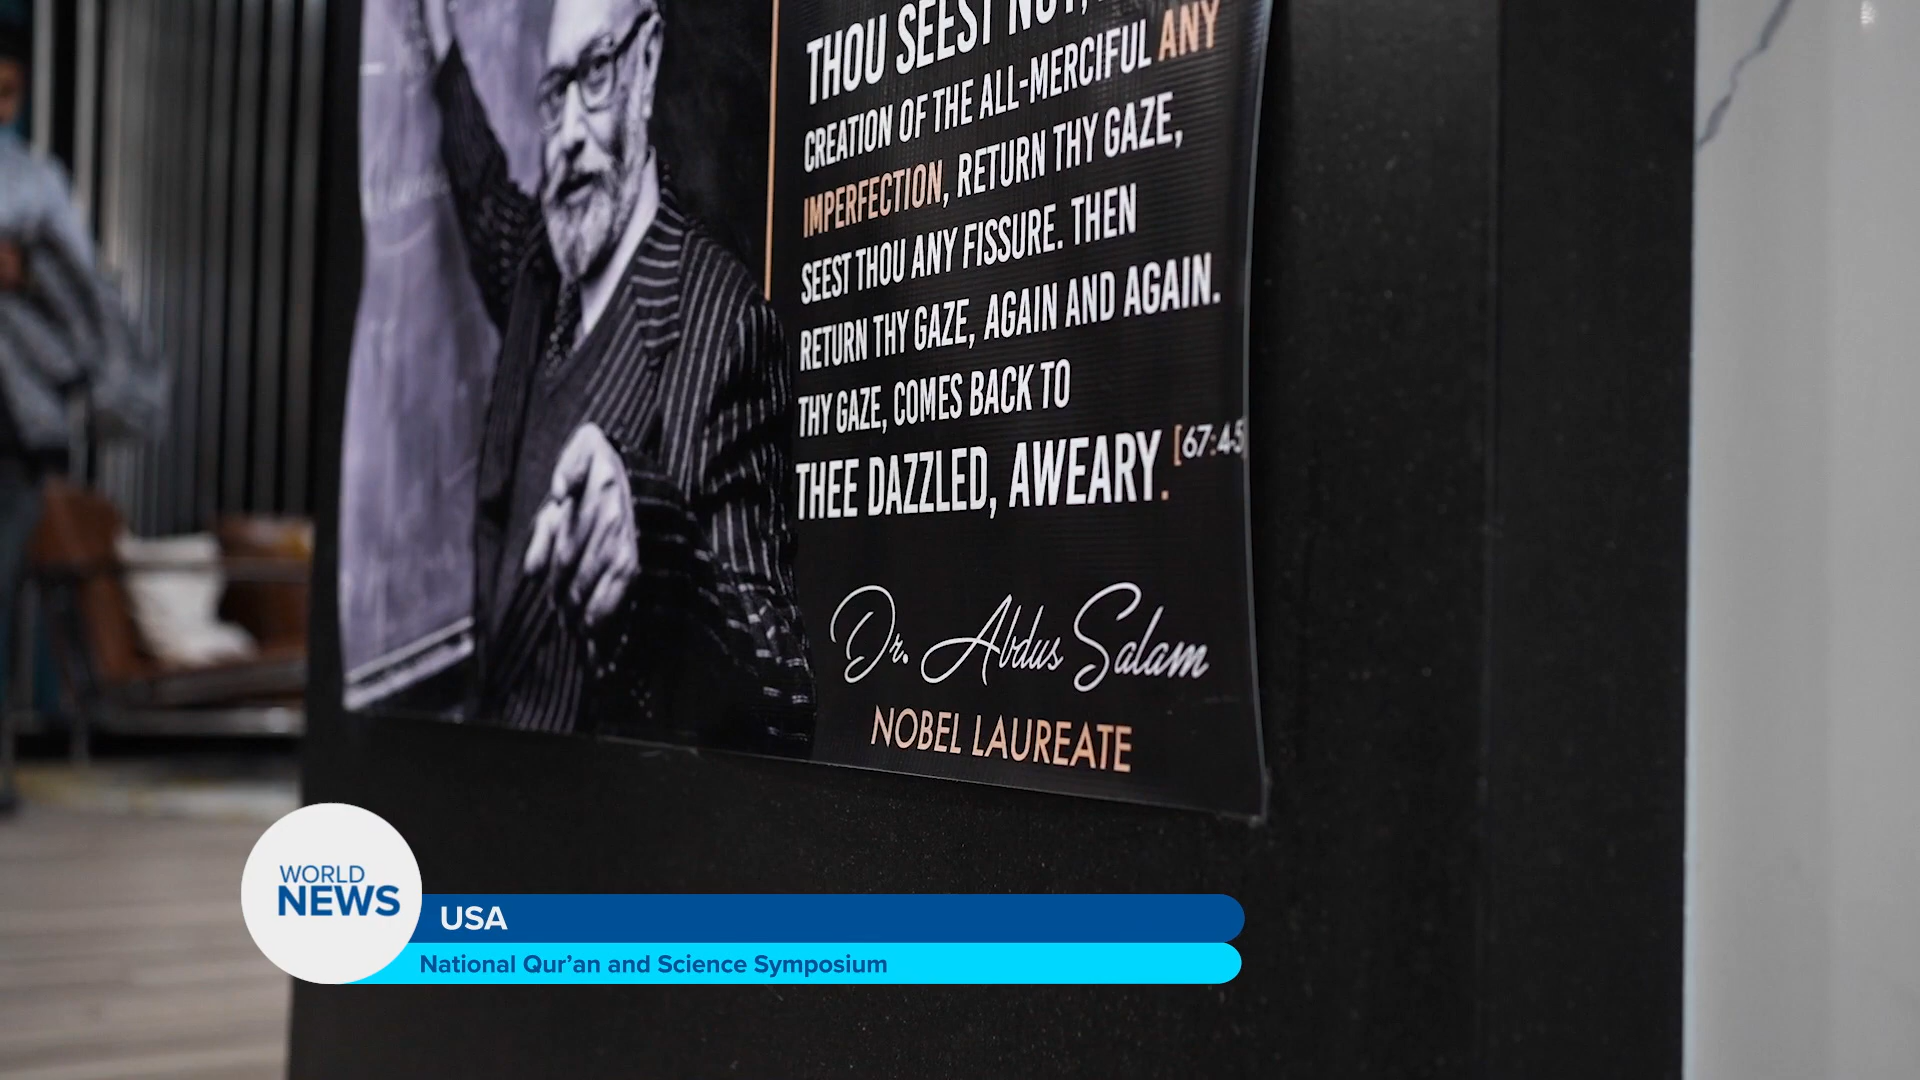 THOU SEEST NOT,
CREATION OF THE ALL-MERCIFUL ANY
IMPERFECTION, RETURN THY GAZE,
SEEST THOU ANY FISSURE. THEN
RETURN THY GAZE, AGAIN AND AGAIN.
THY GAZE, COMES BACK TO
THEE DAZZLED, AWEARY. [67:45
Dr. Abdus Salam
NOBEL LAUREATE
WORLD
NEWS
USA
National Qur’an and Science Symposium